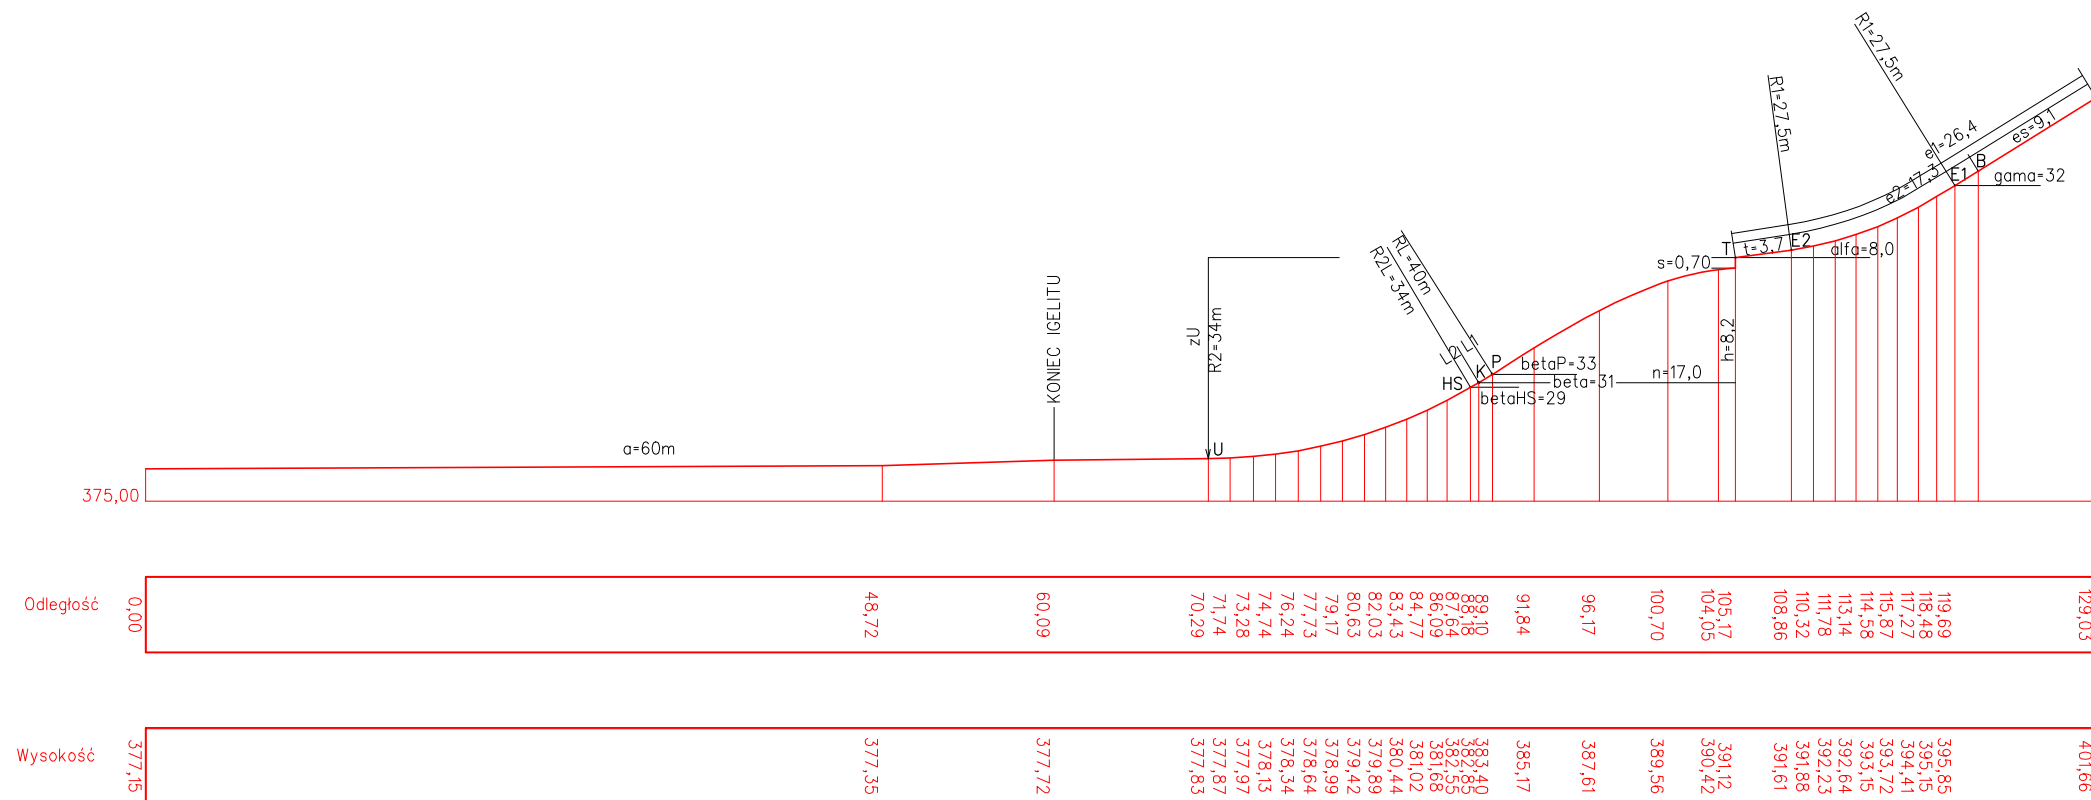 R1=27,5m
R1=27,5m
e1=26,4
es=9,1
e2=17,3
E1
B
gama=32
T
t=3,7
E2
alfa=8,0
s=0,70
RL=40m
R2L=34m
KONIEC IGELITU
zU
R2=34m
h=8,2
L2
L1
P
K
HS
betaP=33
beta=31
n=17,0
betaHS=29
a=60m
U
375,00
Odległość
0,00
48,72
60,09
70,29
71,74
73,28
74,74
76,24
77,73
79,17
80,63
82,03
83,43
84,77
86,09
87,64
88,18
89,10
91,84
96,17
100,70
104,05
105,17
108,86
110,32
111,78
113,14
114,58
115,87
117,27
118,48
119,69
129,03
Wysokość
377,15
377,35
377,72
377,83
377,87
377,97
378,13
378,34
378,64
378,99
379,42
379,89
380,44
381,02
381,68
382,55
382,85
383,40
385,17
387,61
389,56
390,42
391,12
391,61
391,88
392,23
392,64
393,15
393,72
394,41
395,15
395,85
401,66